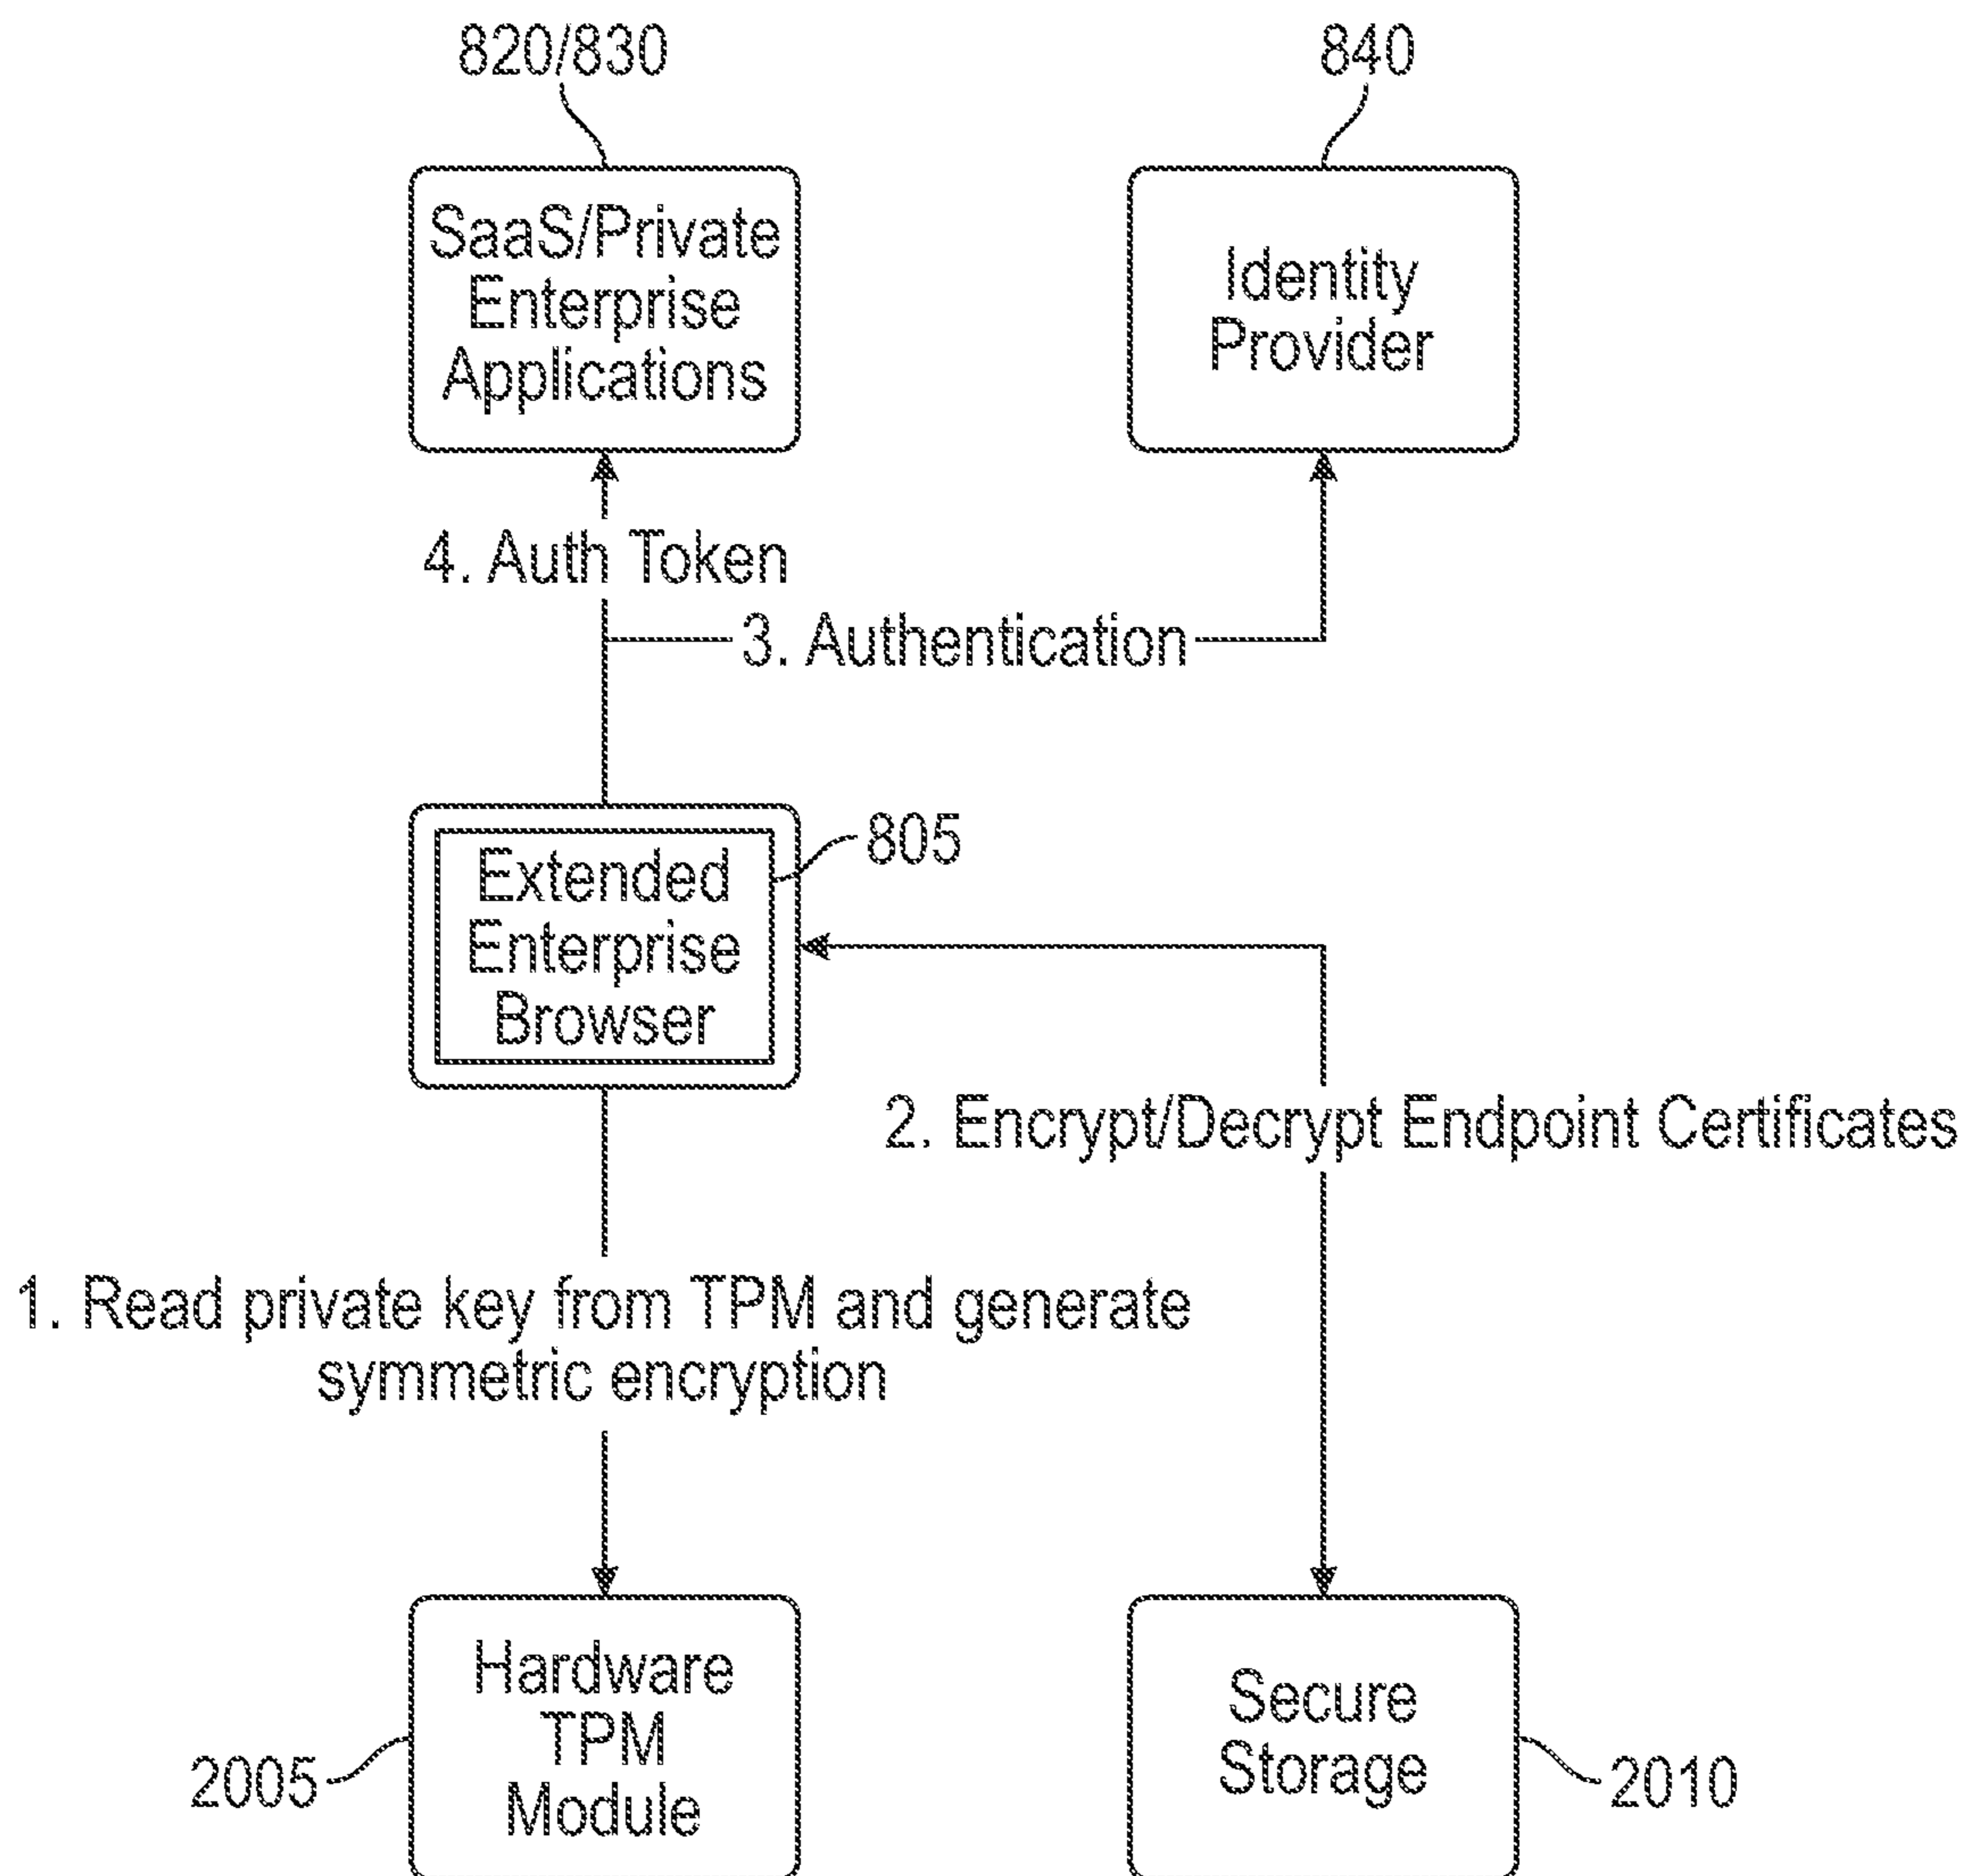 820/830
840
SaaS/Private
Enterprise
Applications
Identity
Provider
4. Auth Token
3. Authentication
805
Extended
Enterprise
Browser
2. Encrypt/Decrypt Endpoint Certificates
1. Read private key from TPM and generate
symmetric encryption
Hardware
TPM
Module
2005
Secure
Storage
2010